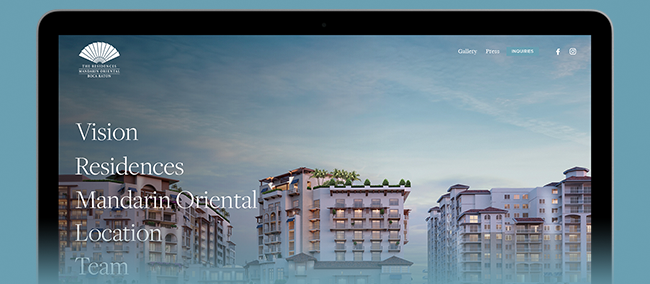 THE RESIDENCES
MANDARIN ORIENTAL
BOCA RATON
Gallery Press INQUIRIES
Vision
Residences
Mandarin Oriental
Location
Team